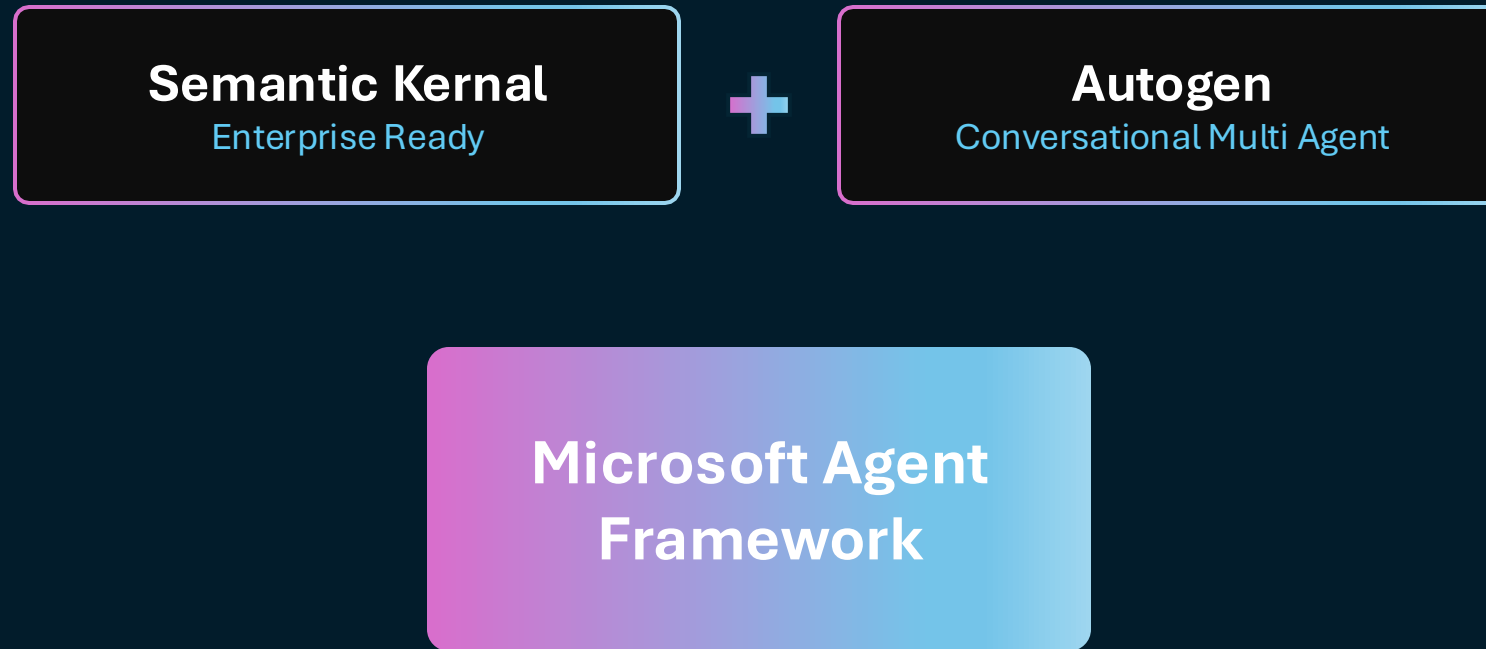 Semantic Kernal
Enterprise Ready
Autogen
Conversational Multi Agent
Microsoft Agent
Framework